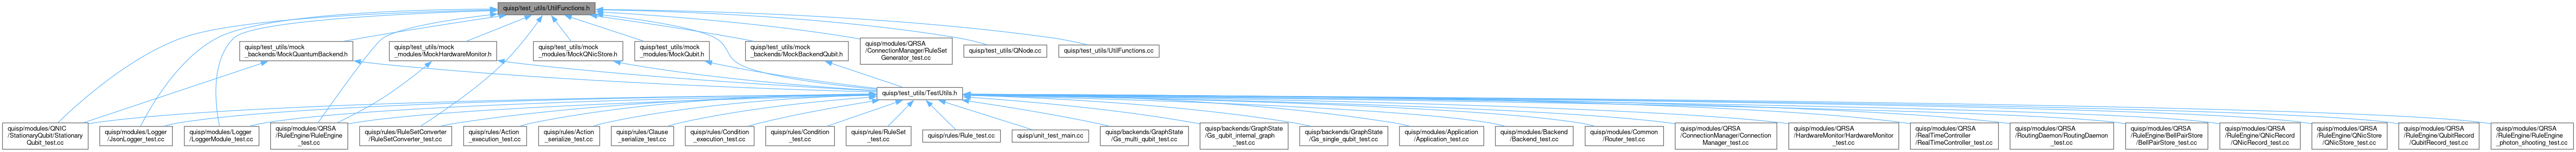 quisp/test_utils/UtilFunctions.h
quisp/test_utils/mock
_backends/MockQuantumBackend.h
quisp/test_utils/mock
_modules/MockHardwareMonitor.h
quisp/test_utils/mock
_modules/MockQNicStore.h
quisp/test_utils/mock
_modules/MockQubit.h
quisp/test_utils/mock
_backends/MockBackendQubit.h
quisp/modules/QRSA
/ConnectionManager/RuleSet
Generator_test.cc
quisp/test_utils/QNode.cc
quisp/test_utils/UtilFunctions.cc
quisp/test_utils/TestUtils.h
quisp/modules/QNIC
/StationaryQubit/Stationary
Qubit_test.cc
quisp/modules/Logger
/JsonLogger_test.cc
quisp/modules/Logger
/LoggerModule_test.cc
quisp/modules/QRSA
/RuleEngine/RuleEngine
_test.cc
quisp/rules/RuleSetConverter
/RuleSetConverter_test.cc
quisp/rules/Action
_execution_test.cc
quisp/rules/Action
_serialize_test.cc
quisp/rules/Clause
_serialize_test.cc
quisp/rules/Condition
_execution_test.cc
quisp/rules/Condition
_test.cc
quisp/rules/RuleSet
_test.cc
quisp/rules/Rule_test.cc
quisp/unit_test_main.cc
quisp/backends/GraphState
/Gs_multi_qubit_test.cc
quisp/backends/GraphState
/Gs_qubit_internal_graph
_test.cc
quisp/backends/GraphState
/Gs_single_qubit_test.cc
quisp/modules/Application
/Application_test.cc
quisp/modules/Backend
/Backend_test.cc
quisp/modules/Common
/Router_test.cc
quisp/modules/QRSA
/ConnectionManager/Connection
Manager_test.cc
quisp/modules/QRSA
/HardwareMonitor/HardwareMonitor
_test.cc
quisp/modules/QRSA
/RealTimeController
/RealTimeController_test.cc
quisp/modules/QRSA
/RoutingDaemon/RoutingDaemon
_test.cc
quisp/modules/QRSA
/RuleEngine/BellPairStore
/BellPairStore_test.cc
quisp/modules/QRSA
/RuleEngine/QNicRecord
/QNicRecord_test.cc
quisp/modules/QRSA
/RuleEngine/QNicStore
/QNicStore_test.cc
quisp/modules/QRSA
/RuleEngine/QubitRecord
/QubitRecord_test.cc
quisp/modules/QRSA
/RuleEngine/RuleEngine
_photon_shooting_test.cc